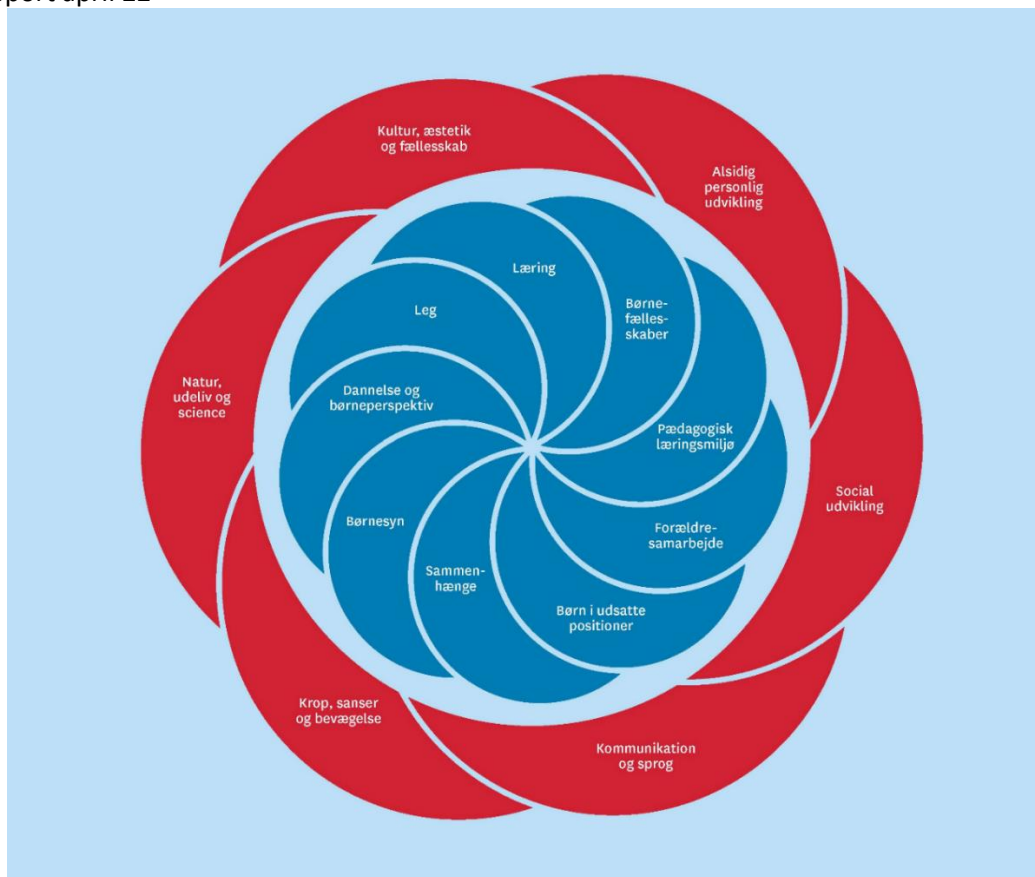 Kultur, æstetik
og fællesskab
Alsidig
personlig
udvikling
Læring
Børne-
fælles-
skaber
Leg
Natur,
udeliv og
science
Dannelse og
børneperspektiv
Pædagogisk
læringsmiljø
Social
udvikling
Børnesyn
Forældre-
samarbejde
Sammen-
hænge
Børn i udsatte
positioner
Krop, sanser
og bevægelse
Kommunikation
og sprog